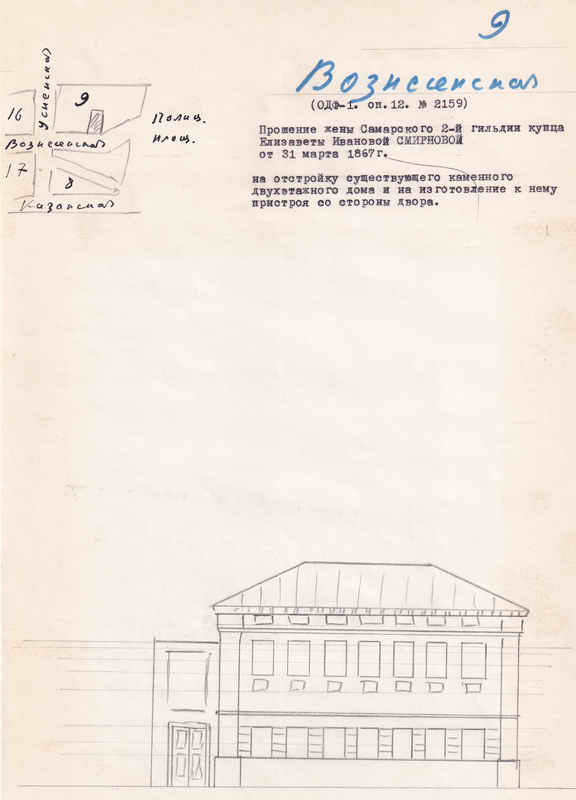 9
Вознесенская
(ОДФ-1. оп.12. № 2159)
Прошение жены Самарского 2-й гильдии купца
Елизаветы Ивановой СМИРНОВОЙ
от 31 марта 1867г.
на отстройку существующего каменного
двухэтажного дома и на изготовление к нему
пристроя со стороны двора.
Успенская
9
16
Полиц.
площ.
Вознесенская
17
8
Казанская